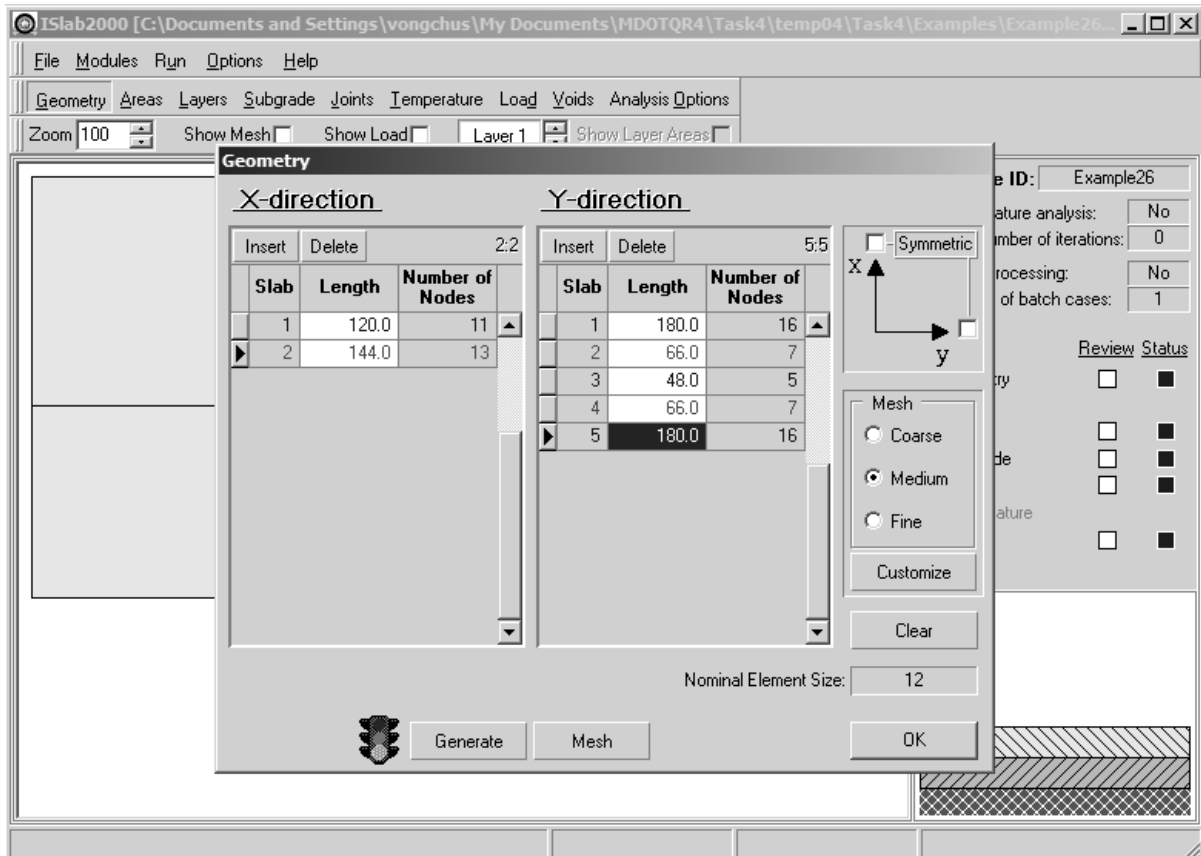 ISlab2000 [C:\Documents and Settings\vongchus\My Documents\MDOTQR4\Task4\temp04\Task4\Examples\Example26...
File Modules Run Options Help
Geometry Areas Layers Subgrade Joints Temperature Load Voids Analysis Options
Zoom 100 Show Mesh Show Load Layer 1 Show Layer Areas
Geometry
X-direction
Insert Delete 2:2
Slab Length Number of Nodes
1 120.0 11
2 144.0 13
Y-direction
Insert Delete 5:5
Slab Length Number of Nodes
1 180.0 16
2 66.0 7
3 48.0 5
4 66.0 7
5 180.0 16
Symmetric
x
y
Mesh
Coarse
Medium
Fine
Customize
Clear
Nominal Element Size: 12
Generate Mesh OK
e ID: Example26
ature analysis: No
mber of iterations: 0
rocessing: No
of batch cases: 1
Review Status
ry
de
ature